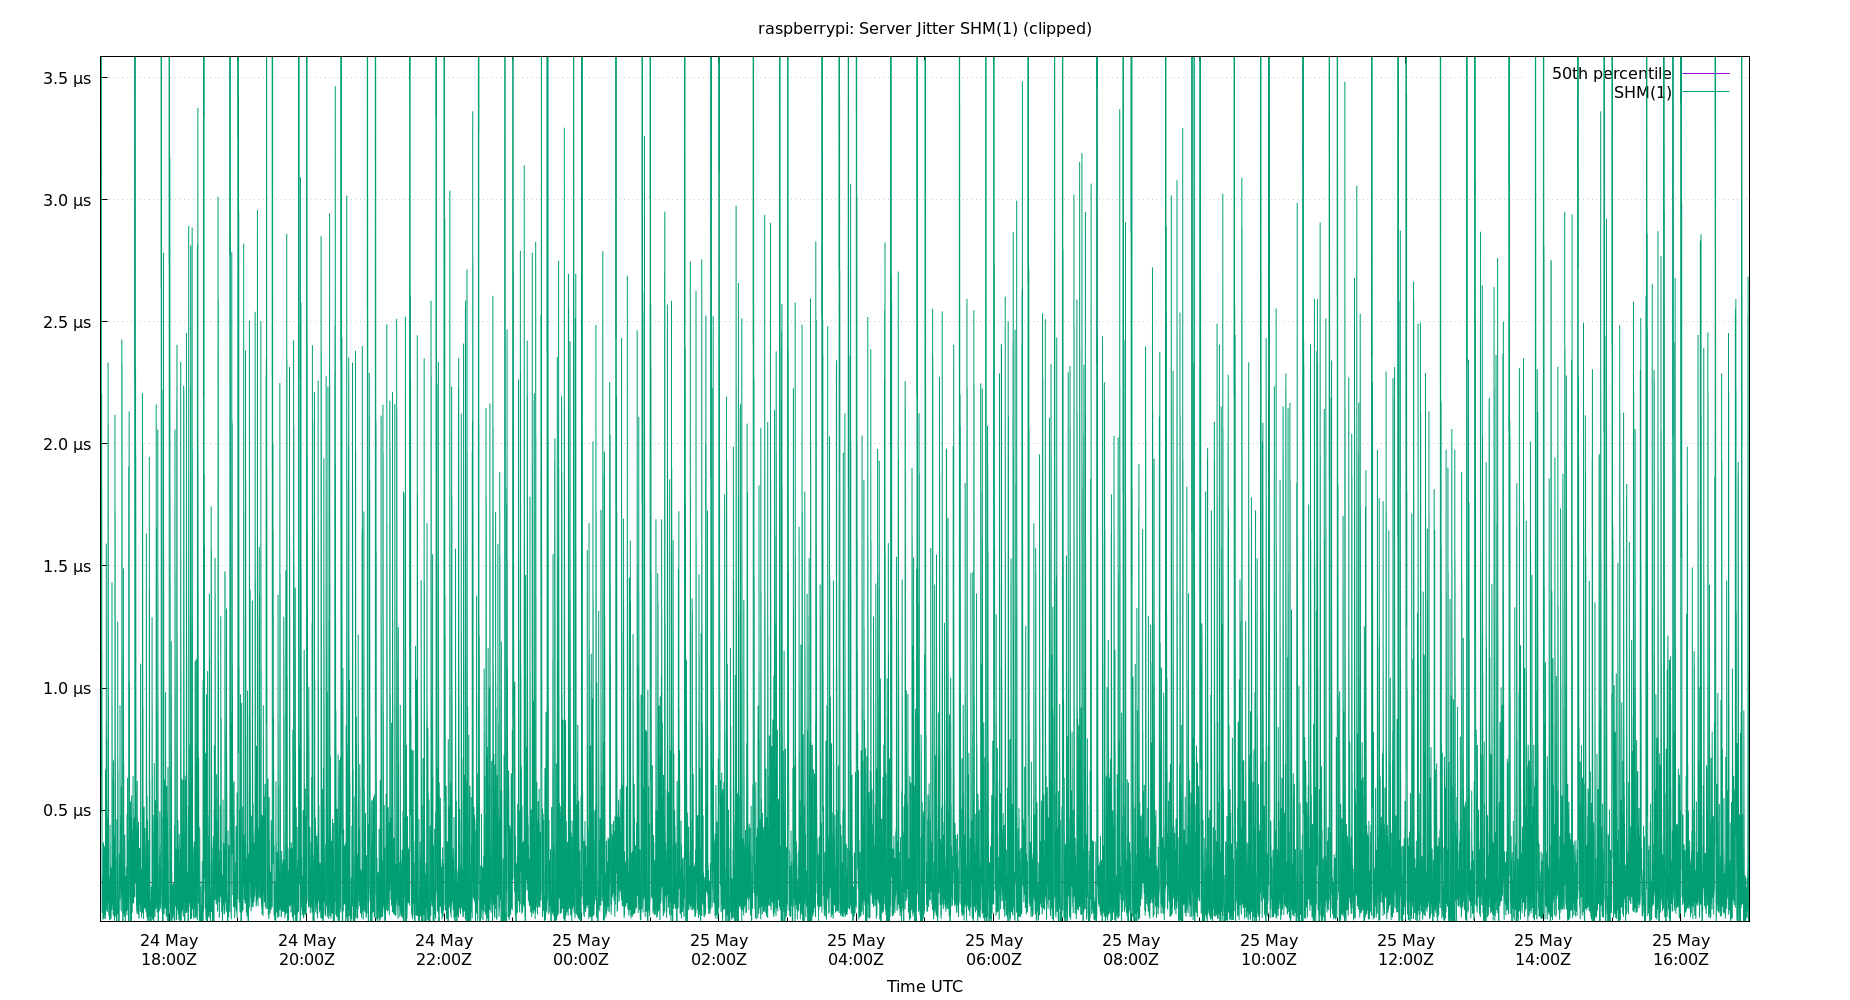 raspberrypi: Server Jitter SHM(1) (clipped)
3.5 µs
3.0 µs
2.5 µs
2.0 µs
1.5 µs
1.0 µs
0.5 µs
50th percentile
SHM(1)
24 May
18:00Z
24 May
20:00Z
24 May
22:00Z
25 May
00:00Z
25 May
02:00Z
25 May
04:00Z
25 May
06:00Z
25 May
08:00Z
25 May
10:00Z
25 May
12:00Z
25 May
14:00Z
25 May
16:00Z
Time UTC